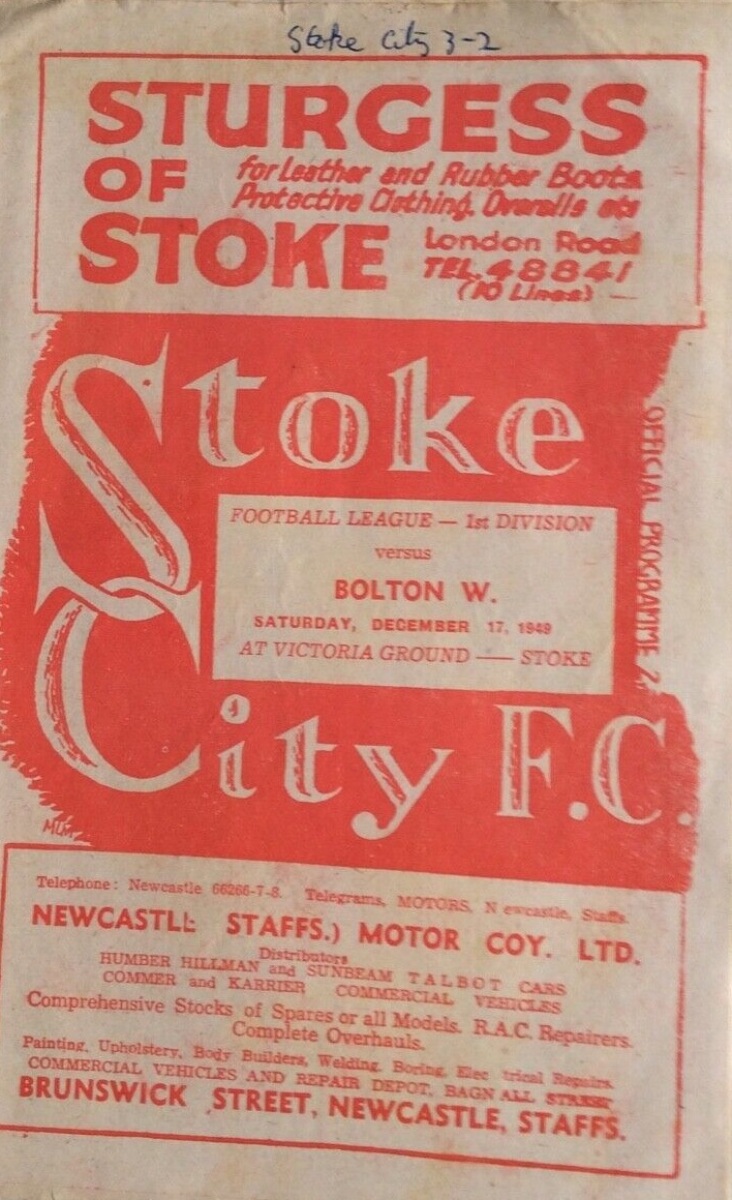 Stoke City 3-2
STURGESS
OF
STOKE
for Leather and Rubber Boots
Protective Clothing, Overalls etc
London Road
TEL. 48841
(10 Lines)
Stoke
OFFICIAL PROGRAMME 2
FOOTBALL LEAGUE — 1st DIVISION
versus
BOLTON W.
SATURDAY, DECEMBER 17, 1949
AT VICTORIA GROUND — STOKE
City F.C.
Telephone: Newcastle 66266-7-8. Telegrams, MOTORS, N ewcastle, Staffs.
NEWCASTLE STAFFS.) MOTOR COY. LTD.
Distributors
HUMBER HILLMAN and SUNBEAM TALBOT CARS
COMMER and KARRIER COMMERCIAL VEHICLES
Comprehensive Stocks of Spares or all Models. R.A.C. Repairers.
Complete Overhauls.
Painting, Upholstery, Body Builders, Welding, Boring, Elec trical Repairs.
COMMERCIAL VEHICLES AND REPAIR DEPOT, BAGNALL STREET
BRUNSWICK STREET, NEWCASTLE, STAFFS.